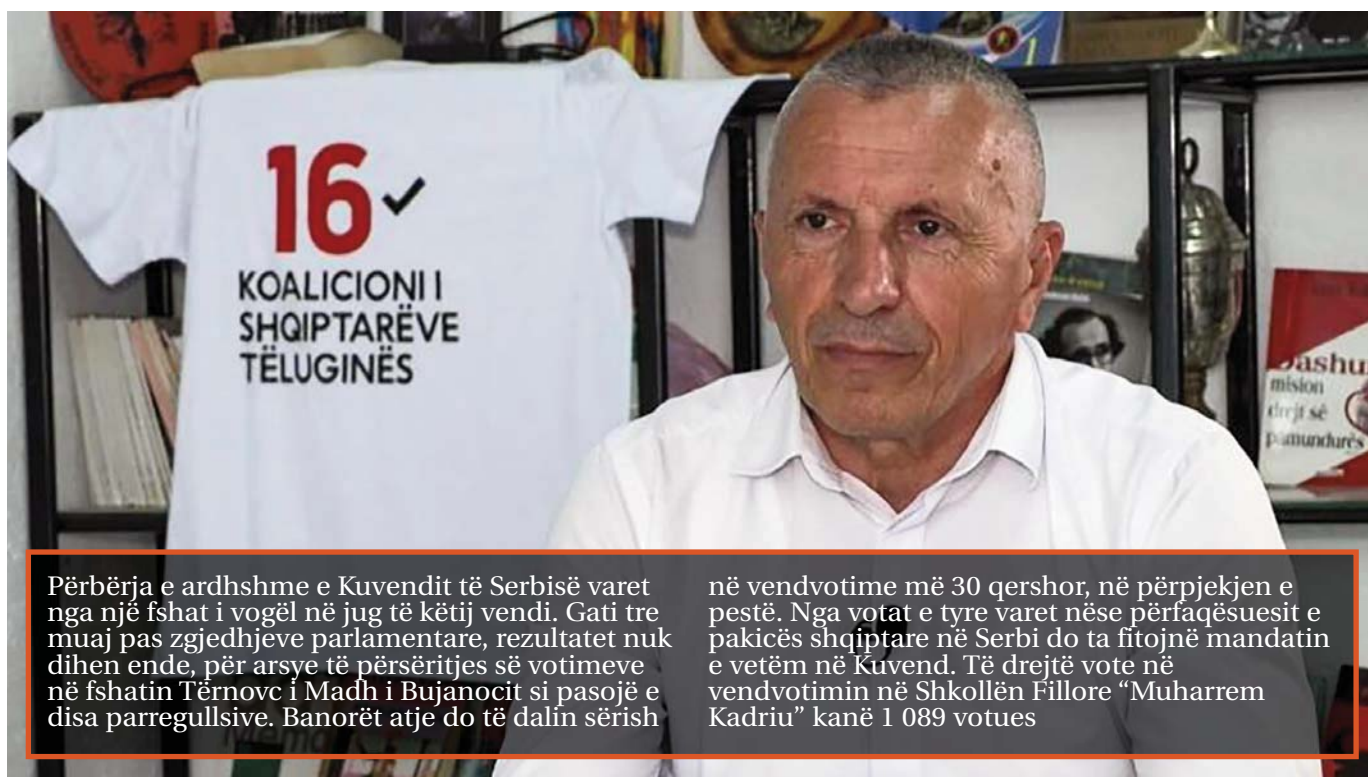 16
KOALICIONI I
SHQIPTARËVE
TËLUGINËS
mision
drejt së
pamundurës
Përbërja e ardhshme e Kuvendit të Serbisë varet
nga një fshat i vogël në jug të këtij vendi. Gati tre
muaj pas zgjedhjeve parlamentare, rezultatet nuk
dihen ende, për arsye të përsëritjes së votimeve
në fshatin Tërnovc i Madh i Bujanocit si pasojë e
disa parregullsive. Banorët atje do të dalin sërish
në vendvotime më 30 qershor, në përpjekjen e
pestë. Nga votat e tyre varet nëse përfaqësuesit e
pakicës shqiptare në Serbi do ta fitojnë mandatin
e vetëm në Kuvend. Të drejtë vote në
vendvotimin në Shkollën Fillore “Muharrem
Kadriu” kanë 1 089 votues